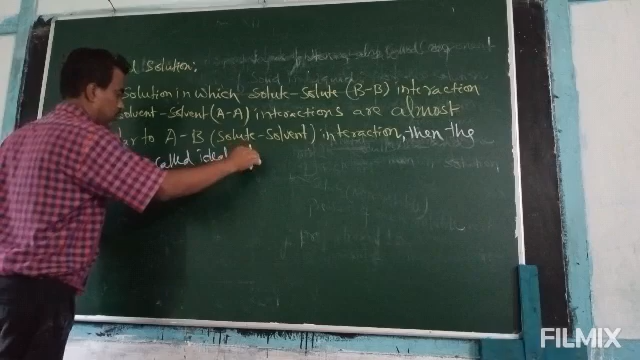 Solution:
Solution in which Solute-Solute (B-B) interaction
Solvent-Solvent (A-A) interactions are almost
to A-B (Solute-Solvent) interaction, then the
called ideal
FILMIX